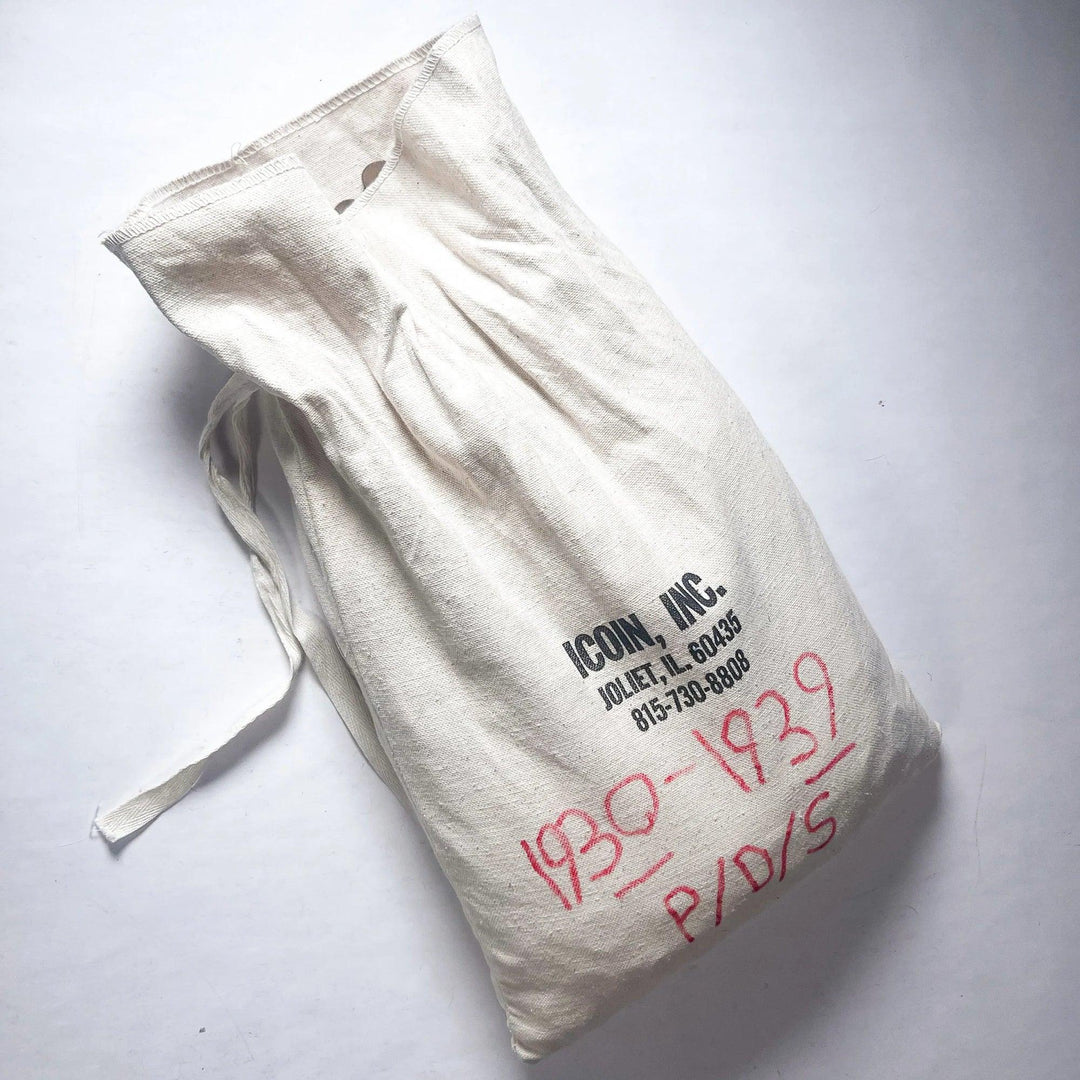 ICOIN, INC.
JOLIET, IL. 60435
815-730-8808
1930-1939
P/D/S